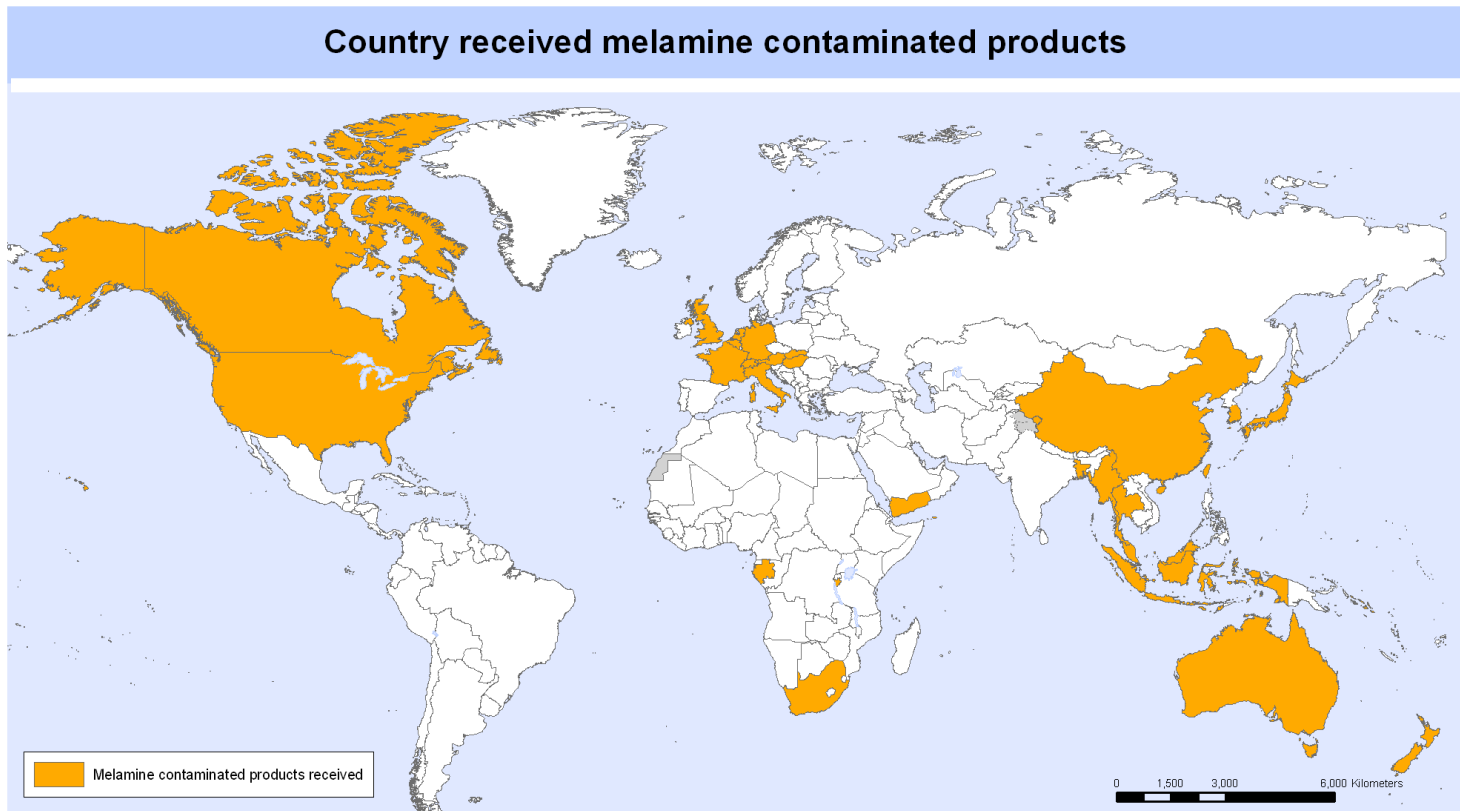 Country received melamine contaminated products
Melamine contaminated products received
0 1,500 3,000 6,000 Kilometers